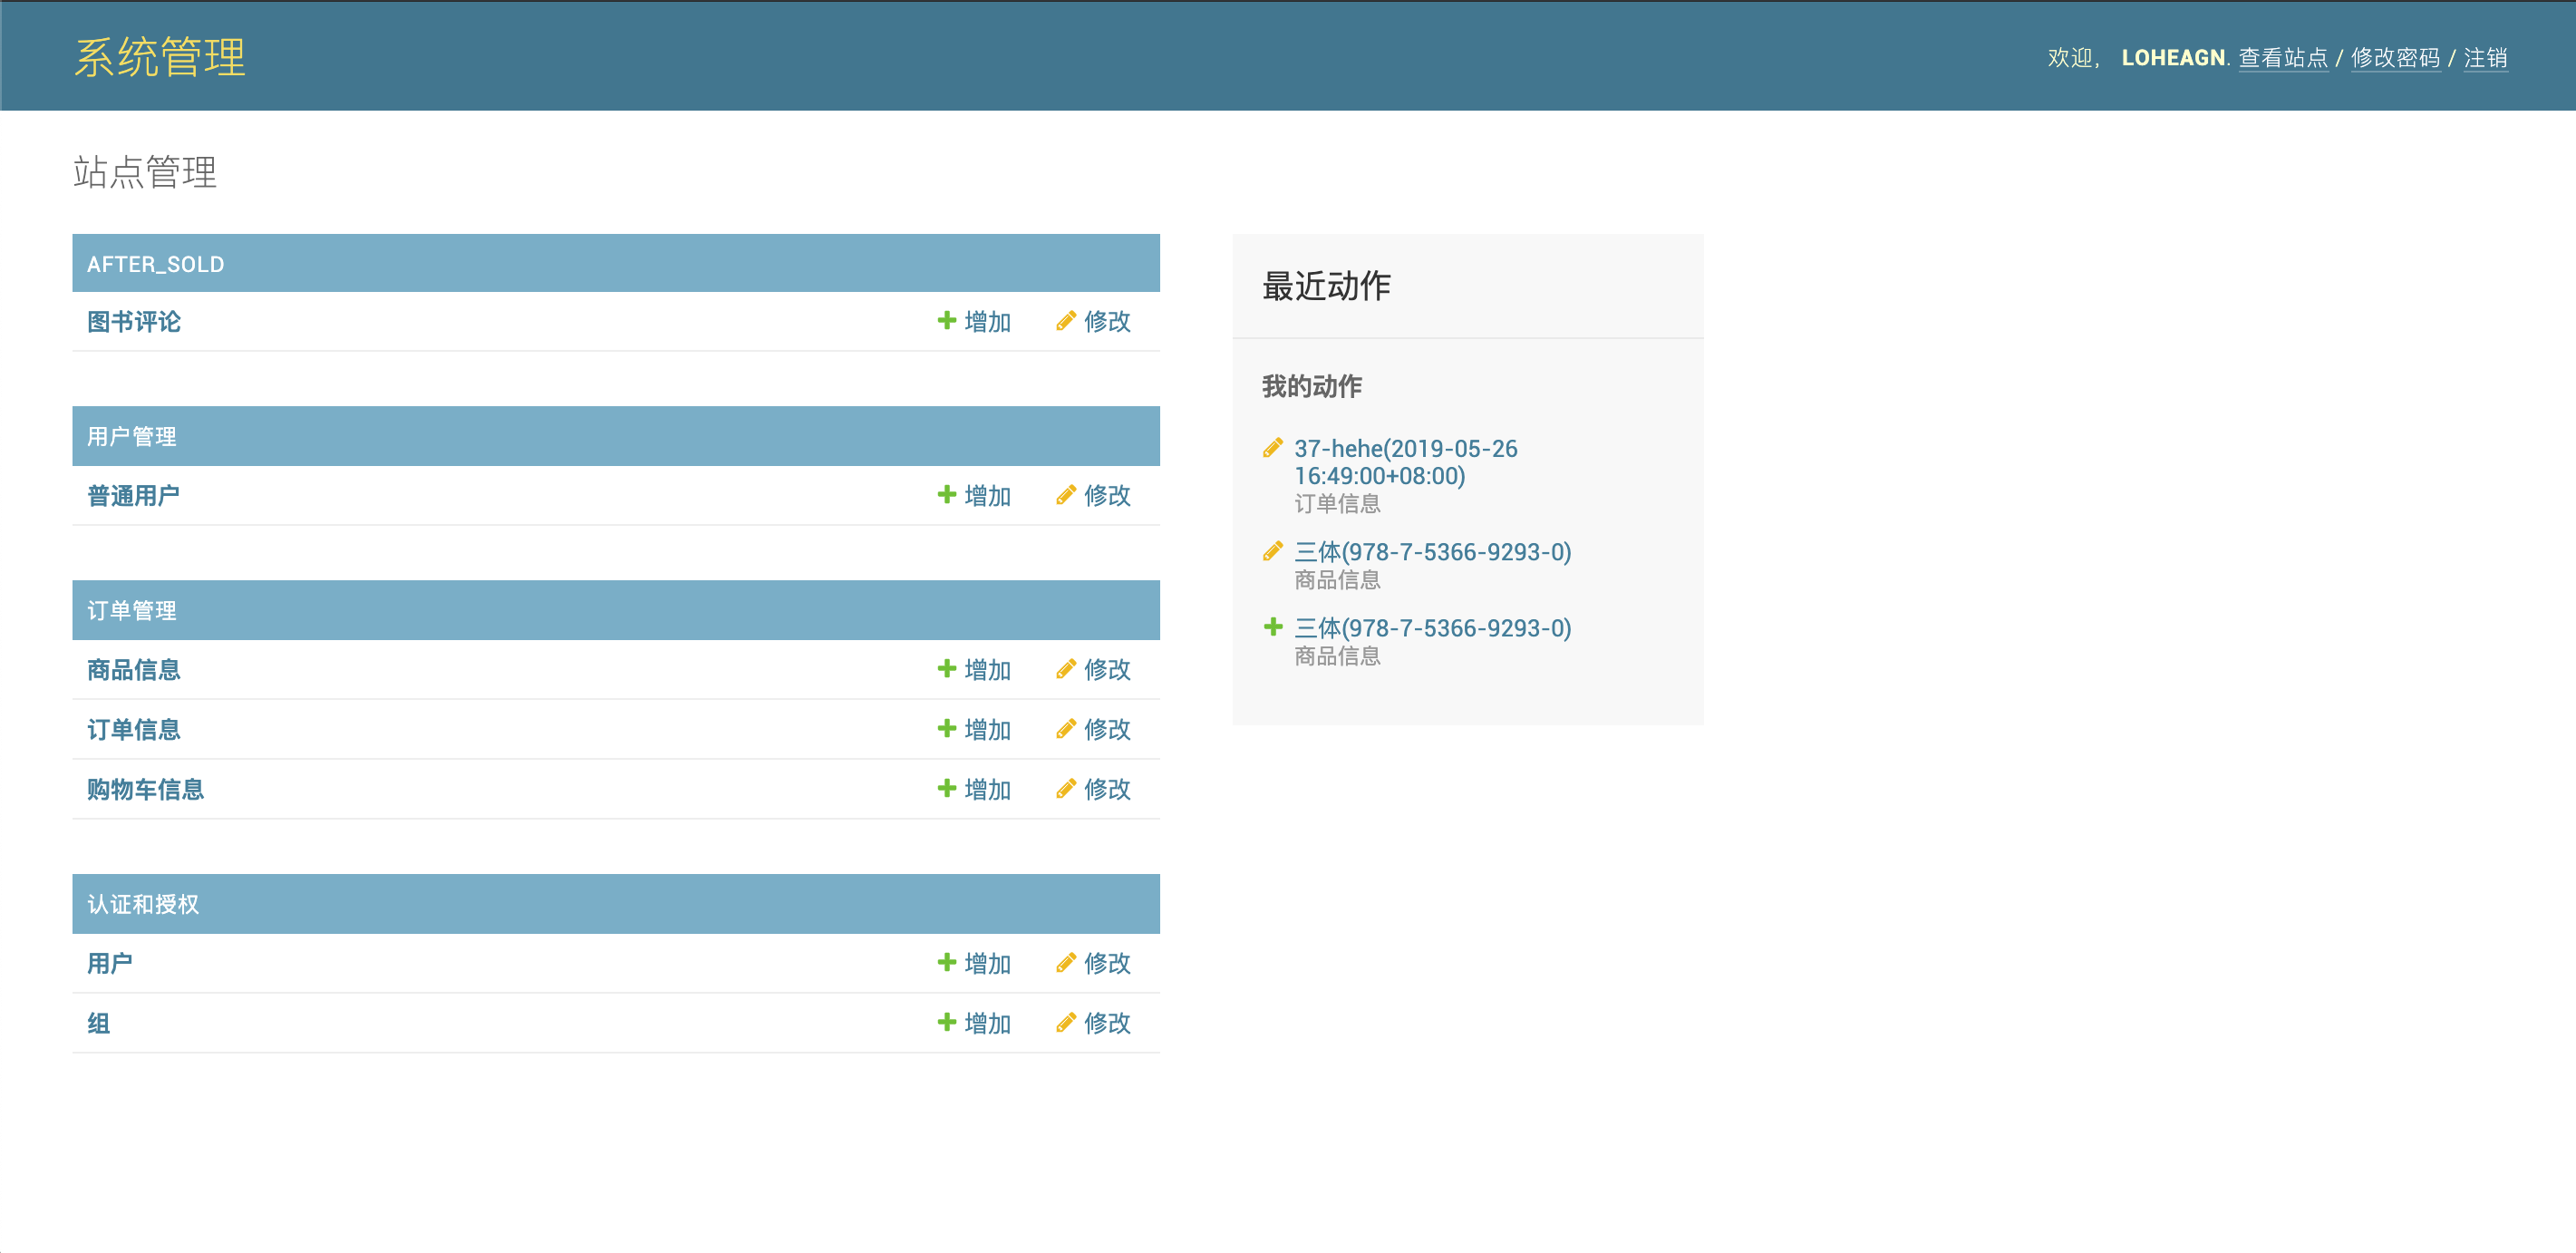 系统管理
欢迎, LOHEAGN. 查看站点 / 修改密码 / 注销
站点管理
AFTER_SOLD
图书评论 增加 修改
用户管理
普通用户 增加 修改
订单管理
商品信息 增加 修改
订单信息 增加 修改
购物车信息 增加 修改
认证和授权
用户 增加 修改
组 增加 修改
最近动作
我的动作
37-hehe(2019-05-26
16:49:00+08:00)
订单信息
三体(978-7-5366-9293-0)
商品信息
三体(978-7-5366-9293-0)
商品信息